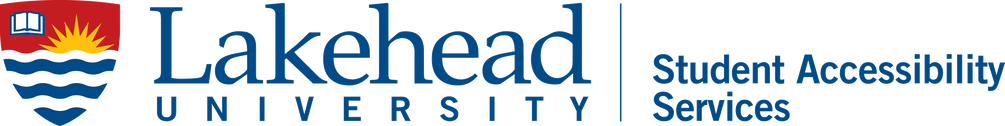 Lakehead
UNIVERSITY
Student Accessibility
Services